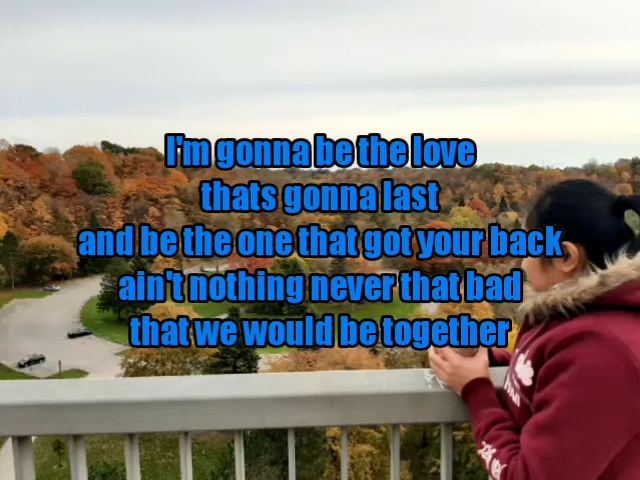 I'm gonna be the love
thats gonna last
and be the one that got your back
ain't nothing never that bad
that we would be together